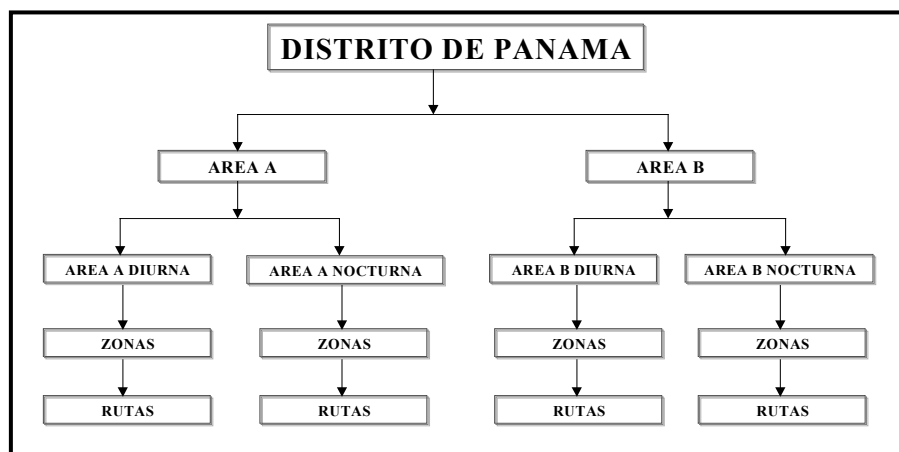 DISTRITO DE PANAMA
AREA A
AREA B
AREA A DIURNA
AREA A NOCTURNA
AREA B DIURNA
AREA B NOCTURNA
ZONAS
ZONAS
ZONAS
ZONAS
RUTAS
RUTAS
RUTAS
RUTAS